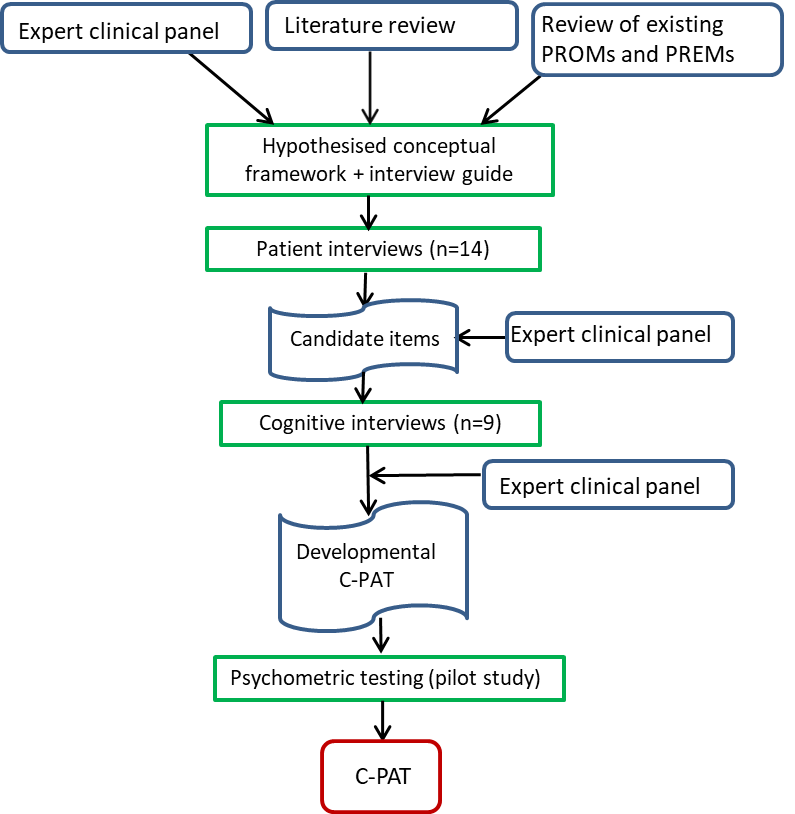 Expert clinical panel
Literature review
Review of existing
PROMs and PREMs
Hypothesised conceptual
framework + interview guide
Patient interviews (n=14)
Candidate items
Expert clinical panel
Cognitive interviews (n=9)
Expert clinical panel
Developmental
C-PAT
Psychometric testing (pilot study)
C-PAT